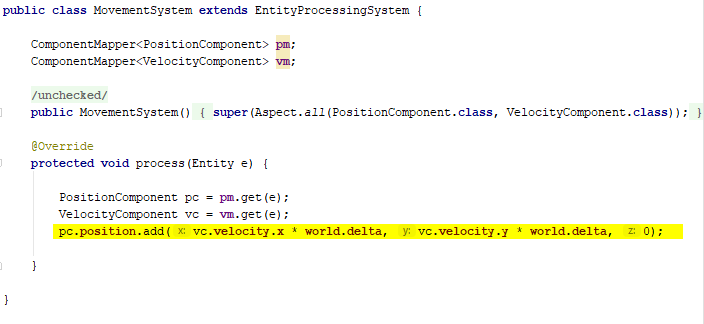 public class MovementSystem extends EntityProcessingSystem {
ComponentMapper<PositionComponent> pm;
ComponentMapper<VelocityComponent> vm;
/unchecked/
public MovementSystem() { super(Aspect.all(PositionComponent.class, VelocityComponent.class)); }
@Override
protected void process(Entity e) {
PositionComponent pc = pm.get(e);
VelocityComponent vc = vm.get(e);
pc.position.add( x: vc.velocity.x * world.delta, y: vc.velocity.y * world.delta, z: 0);
}
}